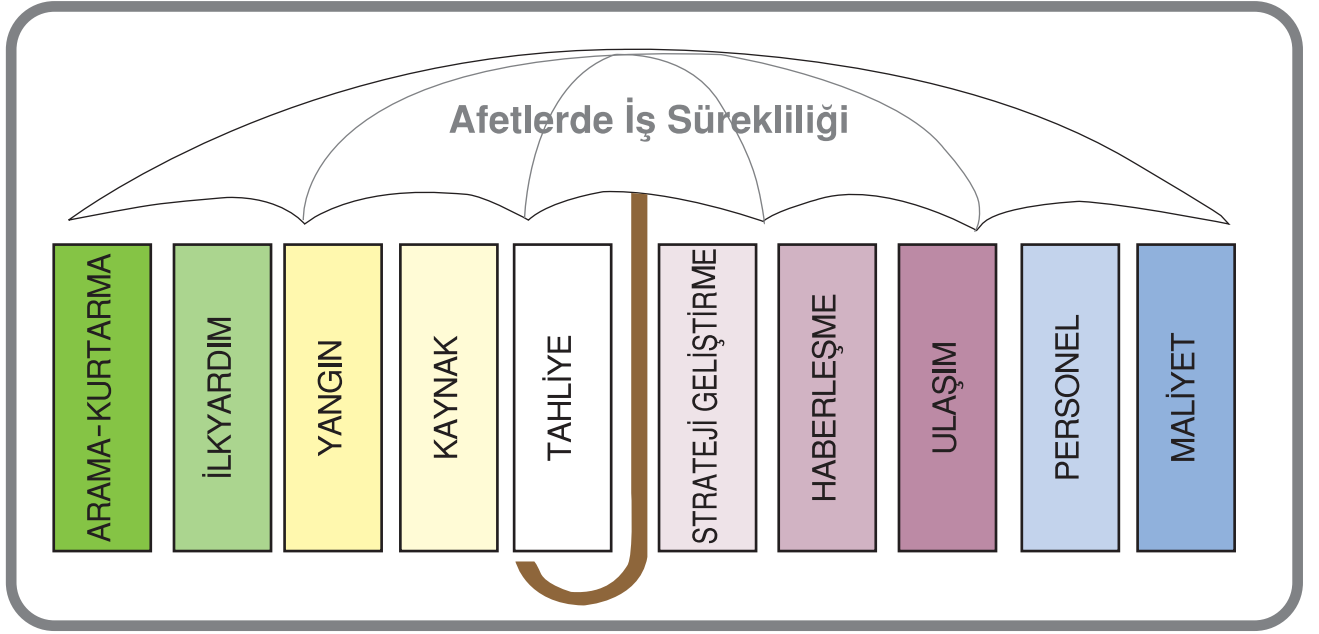 Afetlerde İş Sürekliliği
ARAMA-KURTARMA
İLKYARDIM
YANGIN
KAYNAK
TAHLİYE
STRATEJİ GELİŞTİRME
HABERLEŞME
ULAŞIM
PERSONEL
MALİYET